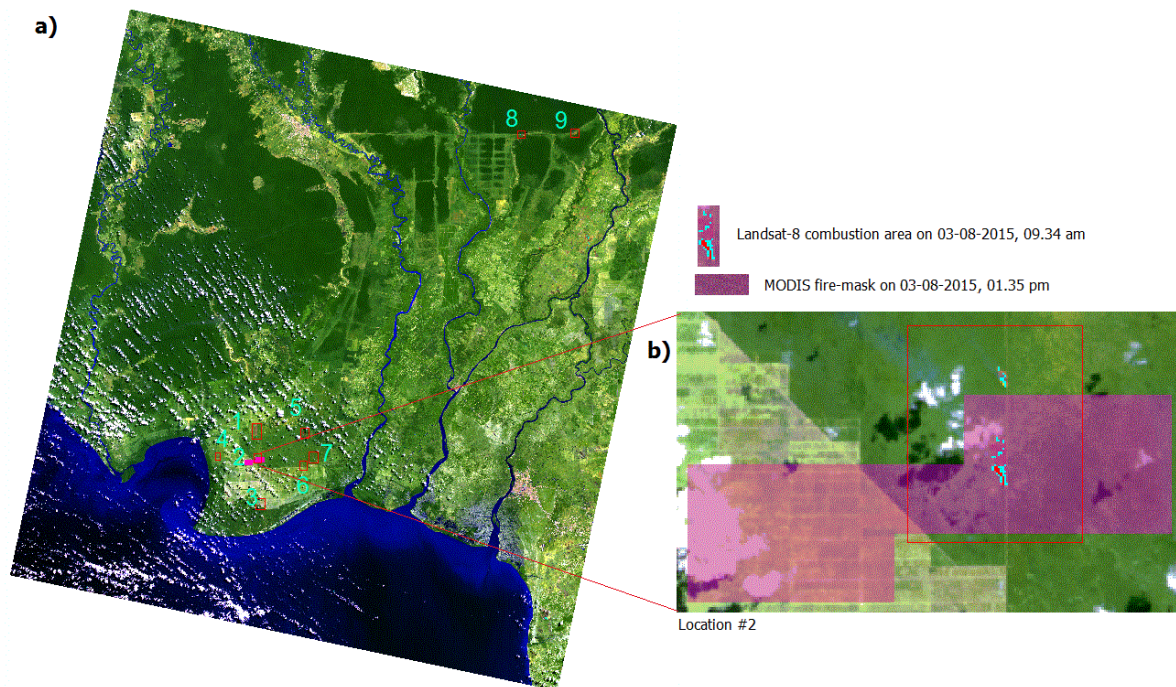 a)
8 9
Landsat-8 combustion area on 03-08-2015, 09.34 am
MODIS fire-mask on 03-08-2015, 01.35 pm
b)
1 5
4 2 7
6
3
Location #2